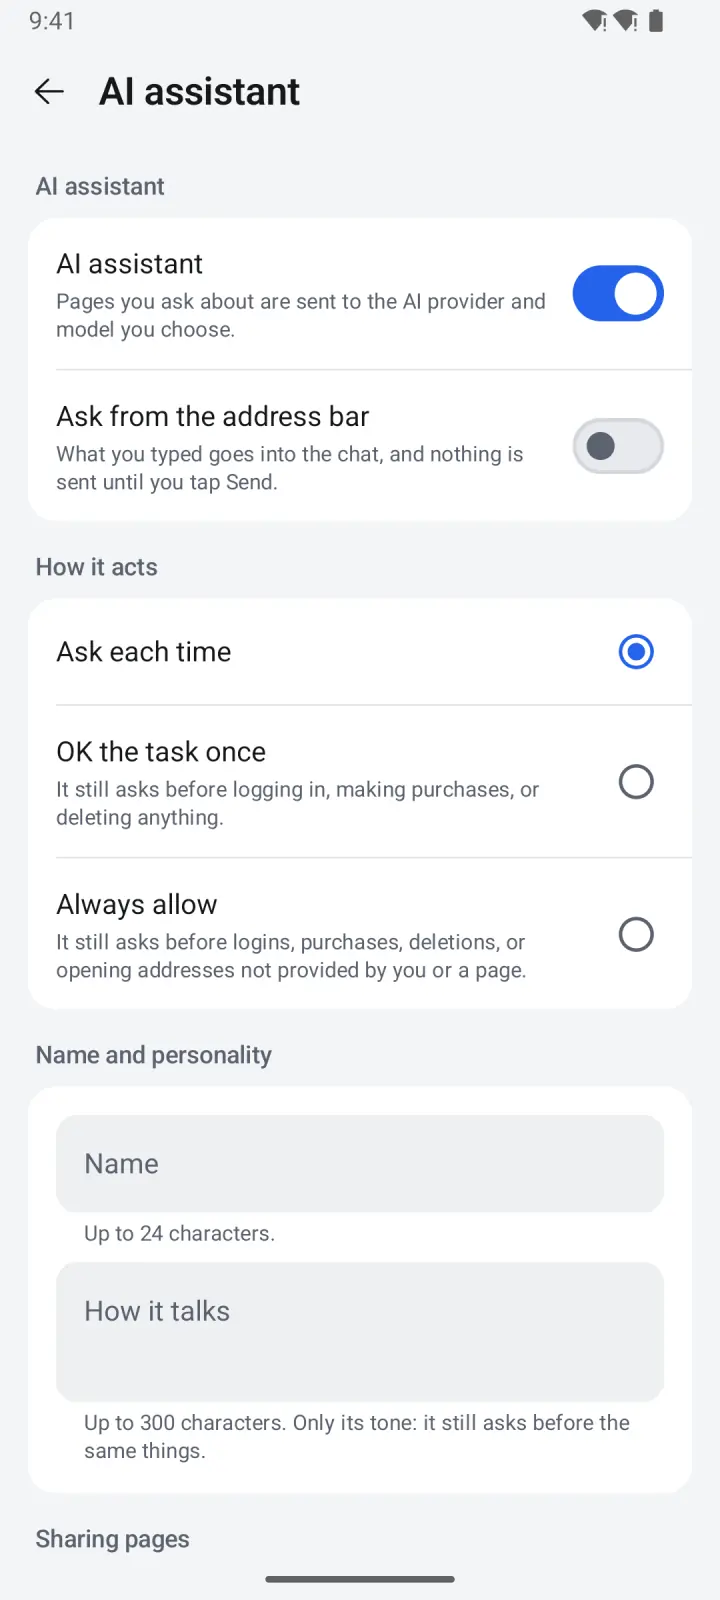 9:41
AI assistant
AI assistant
AI assistant
Pages you ask about are sent to the AI provider and
model you choose.
Ask from the address bar
What you typed goes into the chat, and nothing is
sent until you tap Send.
How it acts
Ask each time
OK the task once
It still asks before logging in, making purchases, or
deleting anything.
Always allow
It still asks before logins, purchases, deletions, or
opening addresses not provided by you or a page.
Name and personality
Name
Up to 24 characters.
How it talks
Up to 300 characters. Only its tone: it still asks before the
same things.
Sharing pages